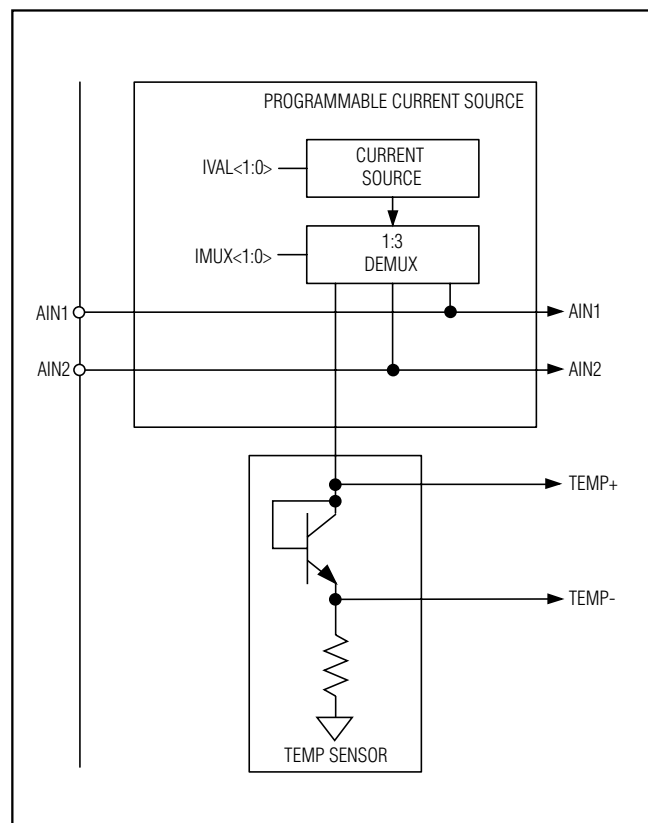 PROGRAMMABLE CURRENT SOURCE
CURRENT
SOURCE
IVAL<1:0>
1:3
DEMUX
IMUX<1:0>
AIN1
AIN1
AIN2
AIN2
TEMP+
TEMP-
TEMP SENSOR